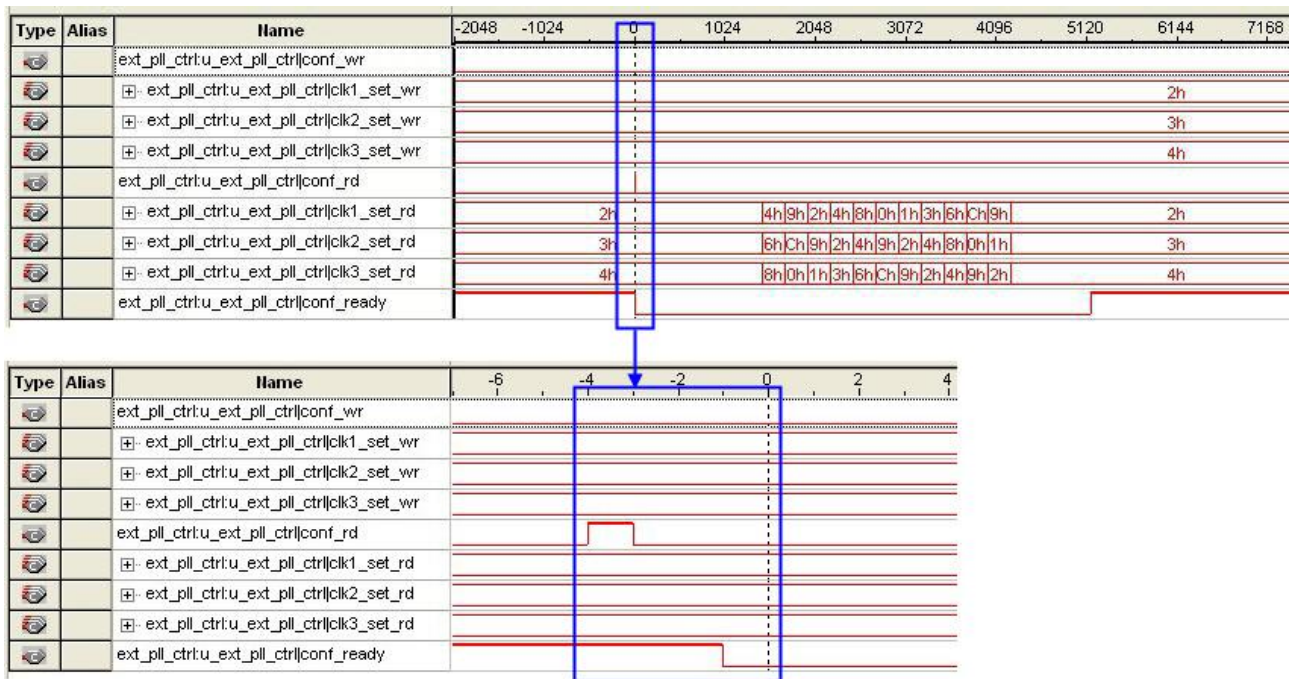 Type Alias Name -2048 -1024 0 1024 2048 3072 4096 5120 6144 7168
ext_pll_ctrl:u_ext_pll_ctrl|conf_wr
ext_pll_ctrl:u_ext_pll_ctrl|clk1_set_wr 2h
ext_pll_ctrl:u_ext_pll_ctrl|clk2_set_wr 3h
ext_pll_ctrl:u_ext_pll_ctrl|clk3_set_wr 4h
ext_pll_ctrl:u_ext_pll_ctrl|conf_rd
ext_pll_ctrl:u_ext_pll_ctrl|clk1_set_rd 2h 4h 9h 2h 4h 8h 0h 1h 3h 6h Ch 9h 2h
ext_pll_ctrl:u_ext_pll_ctrl|clk2_set_rd 3h 6h Ch 9h 2h 4h 9h 2h 4h 8h 0h 1h 3h
ext_pll_ctrl:u_ext_pll_ctrl|clk3_set_rd 4h 8h 0h 1h 3h 6h Ch 9h 2h 4h 9h 2h 4h
ext_pll_ctrl:u_ext_pll_ctrl|conf_ready
Type Alias Name -6 -4 -2 0 2 4
ext_pll_ctrl:u_ext_pll_ctrl|conf_wr
ext_pll_ctrl:u_ext_pll_ctrl|clk1_set_wr
ext_pll_ctrl:u_ext_pll_ctrl|clk2_set_wr
ext_pll_ctrl:u_ext_pll_ctrl|clk3_set_wr
ext_pll_ctrl:u_ext_pll_ctrl|conf_rd
ext_pll_ctrl:u_ext_pll_ctrl|clk1_set_rd
ext_pll_ctrl:u_ext_pll_ctrl|clk2_set_rd
ext_pll_ctrl:u_ext_pll_ctrl|clk3_set_rd
ext_pll_ctrl:u_ext_pll_ctrl|conf_ready